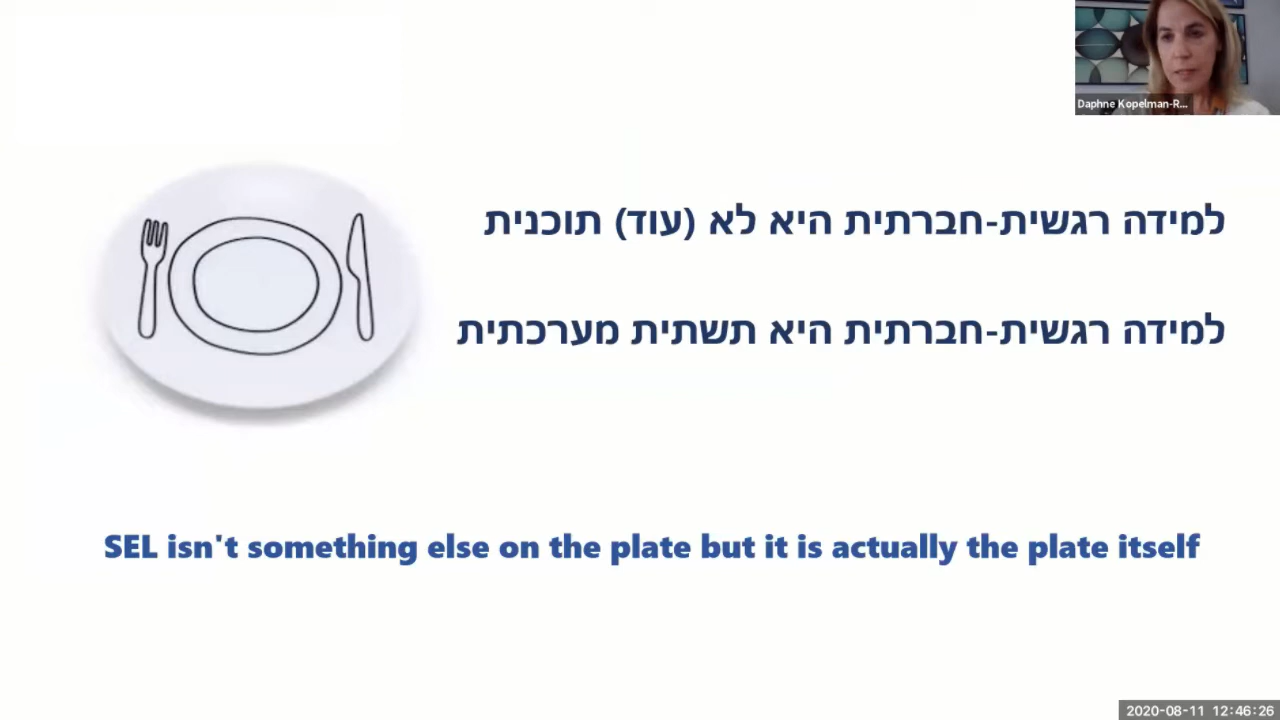 Daphne Kopelman-R...
למידה רגשית-חברתית היא לא (עוד) תוכנית
למידה רגשית-חברתית היא תשתית מערכתית
SEL isn't something else on the plate but it is actually the plate itself
2020-08-11 12:46:26